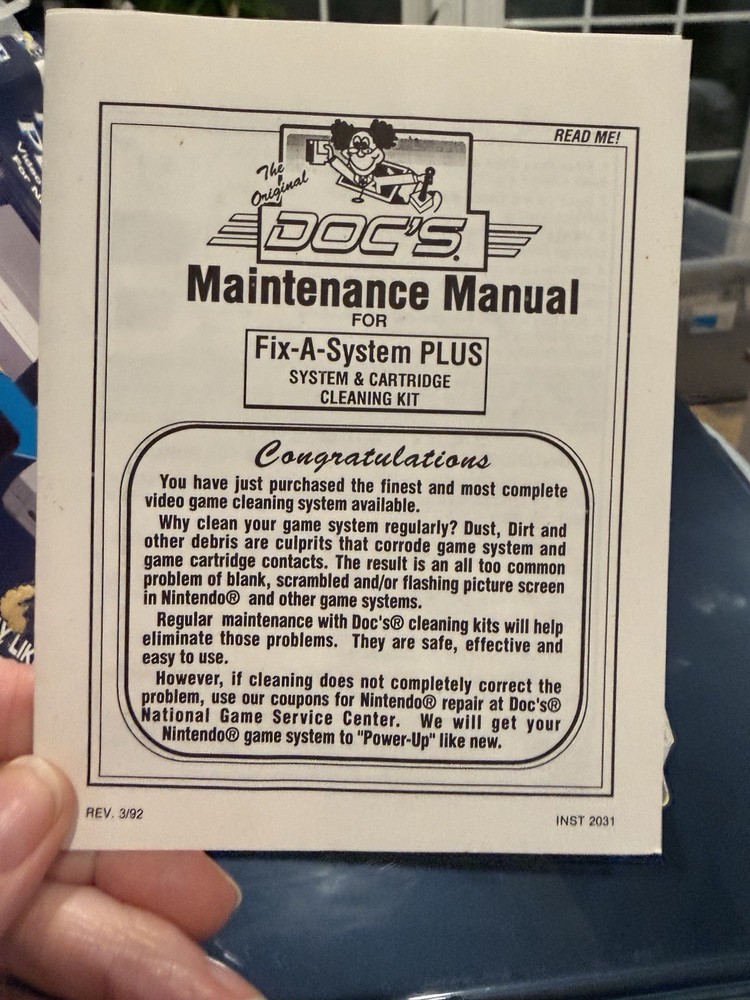 READ ME!
The
Original
DOC'S®
Maintenance Manual
FOR
Fix-A-System PLUS
SYSTEM & CARTRIDGE
CLEANING KIT
Congratulations
You have just purchased the finest and most complete
video game cleaning system available.
Why clean your game system regularly? Dust, Dirt and
other debris are culprits that corrode game system and
game cartridge contacts. The result is an all too common
problem of blank, scrambled and/or flashing picture screen
in Nintendo® and other game systems.
Regular maintenance with Doc's® cleaning kits will help
eliminate those problems. They are safe, effective and
easy to use.
However, if cleaning does not completely correct the
problem, use our coupons for Nintendo® repair at Doc's®
National Game Service Center. We will get your
Nintendo® game system to "Power-Up" like new.
REV. 3/92
INST 2031